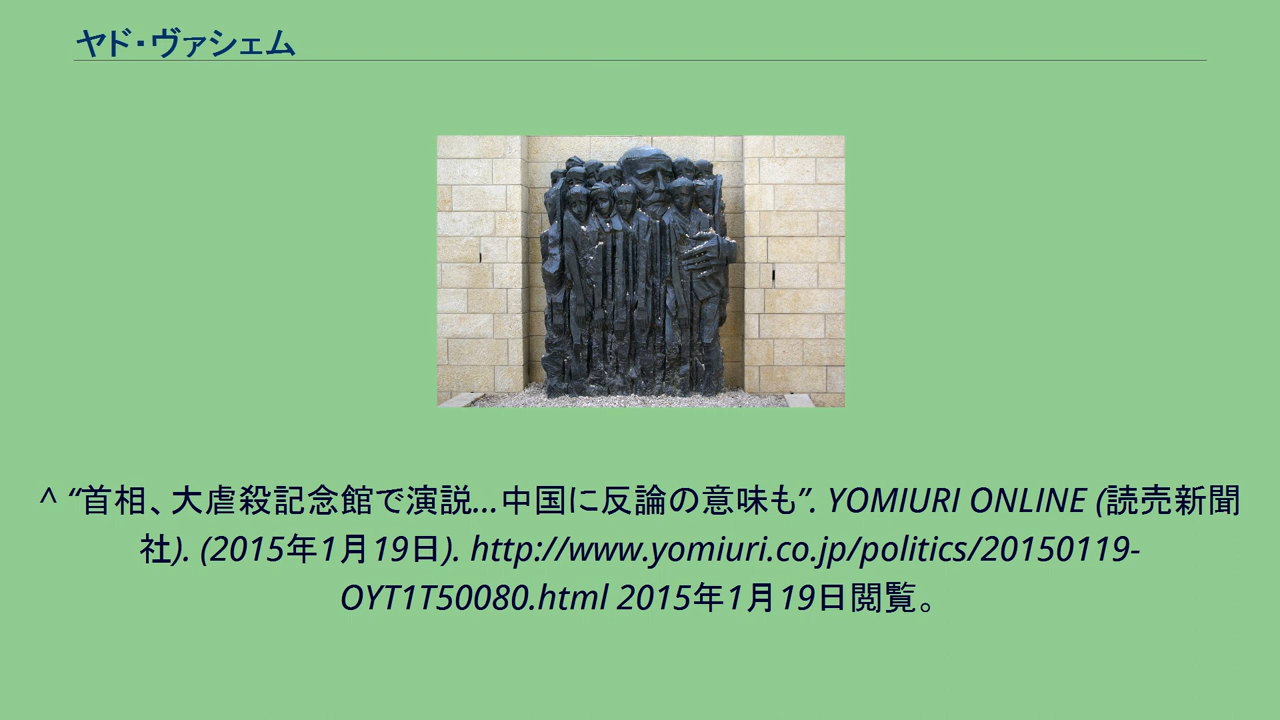 ヤド・ヴァシェム
^ “首相、大虐殺記念館で演説…中国に反論の意味も”. YOMIURI ONLINE (読売新聞
社). (2015年1月19日). http://www.yomiuri.co.jp/politics/20150119-
OYT1T50080.html 2015年1月19日閲覧。